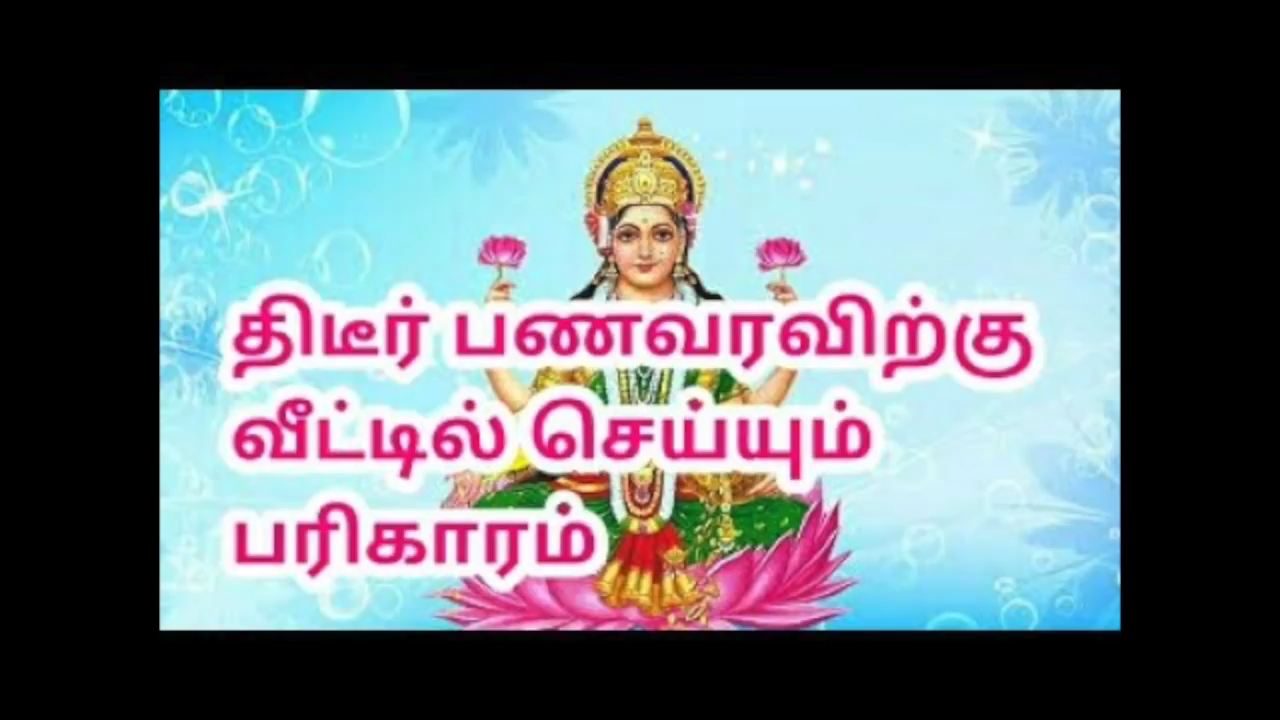 திடீர் பணவரவிற்கு
வீட்டில் செய்யும்
பரிகாரம்